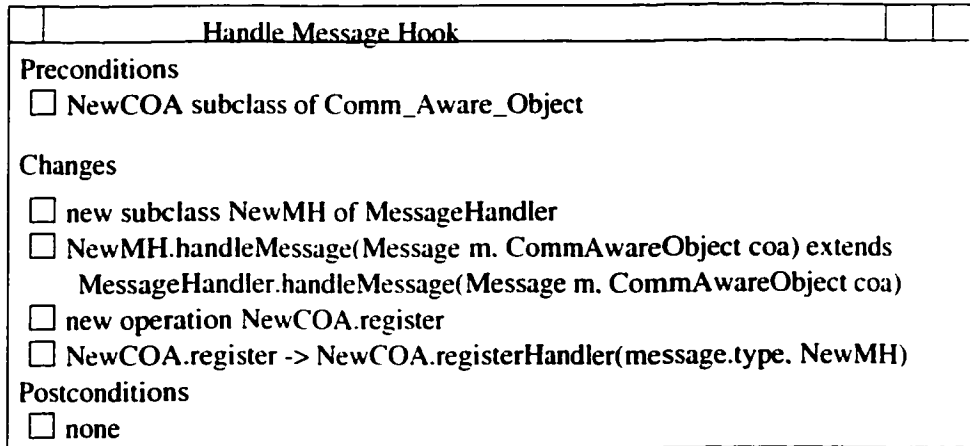 Handle Message Hook
Preconditions
NewCOA subclass of Comm_Aware_Object
Changes
new subclass NewMH of MessageHandler
NewMH.handleMessage(Message m. CommAwareObject coa) extends
MessageHandler.handleMessage(Message m. CommAwareObject coa)
new operation NewCOA.register
NewCOA.register -> NewCOA.registerHandler(message.type. NewMH)
Postconditions
none